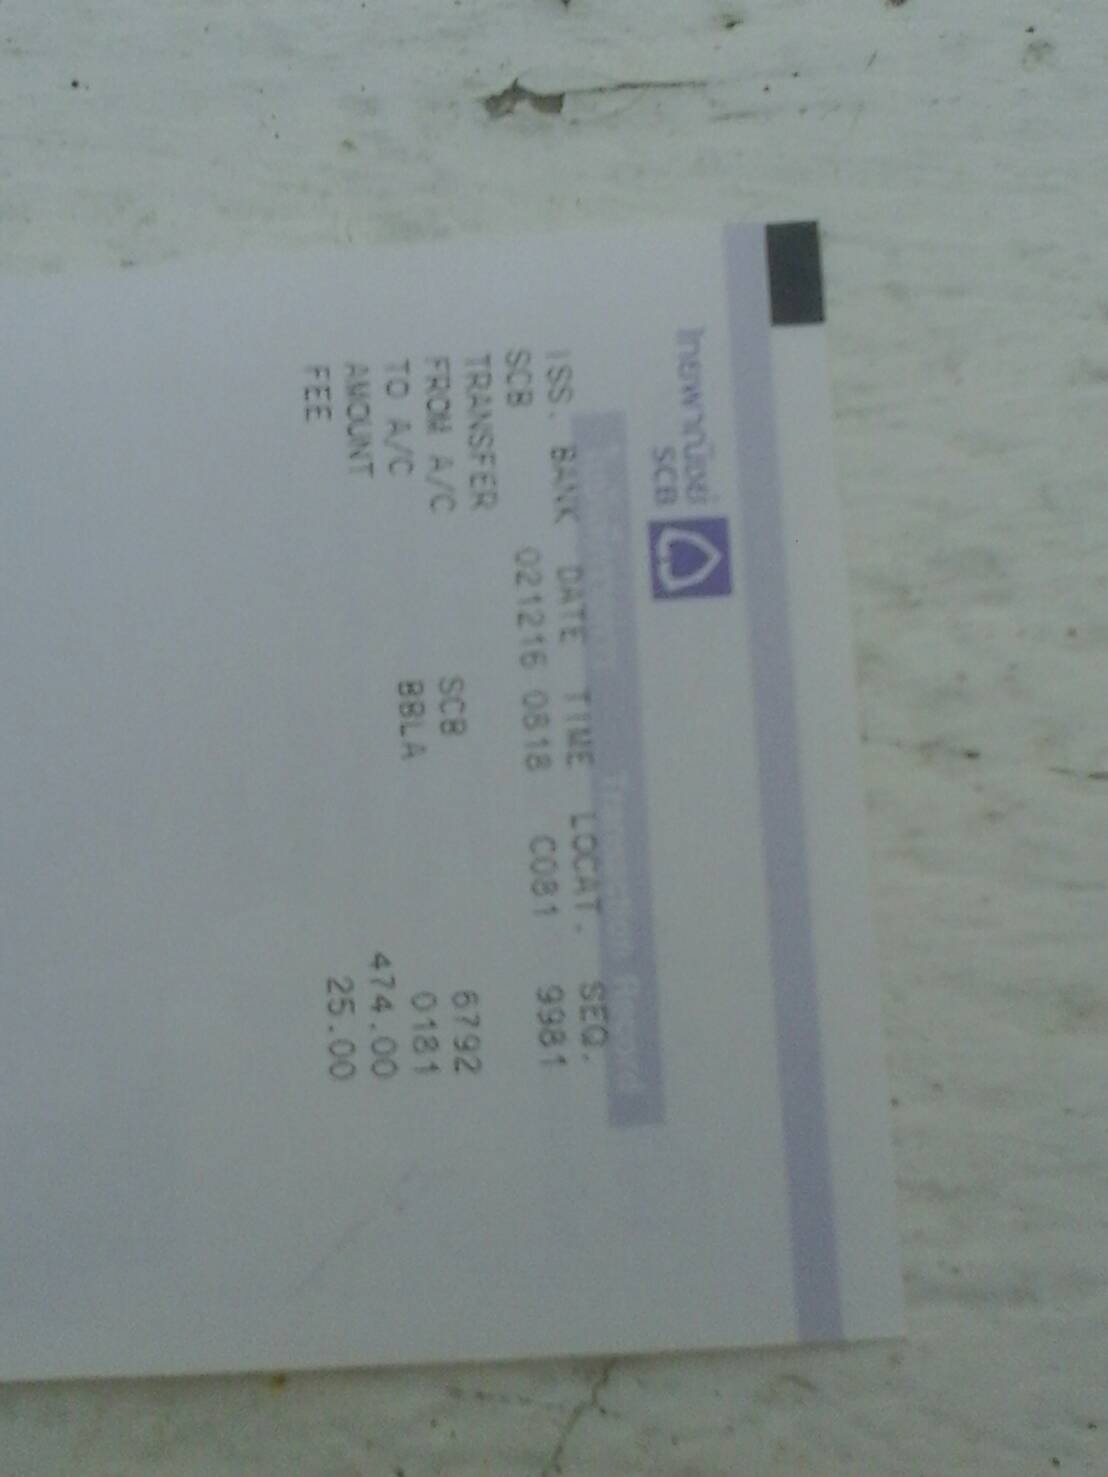 ไทยพาณิชย์
SCB
Transaction Record
ISS. BANK DATE TIME LOCAT. SEQ.
SCB 021216 0818 C081 9981
TRANSFER
FROM A/C SCB 6792
TO A/C BBLA 0181
AMOUNT 474.00
FEE 25.00